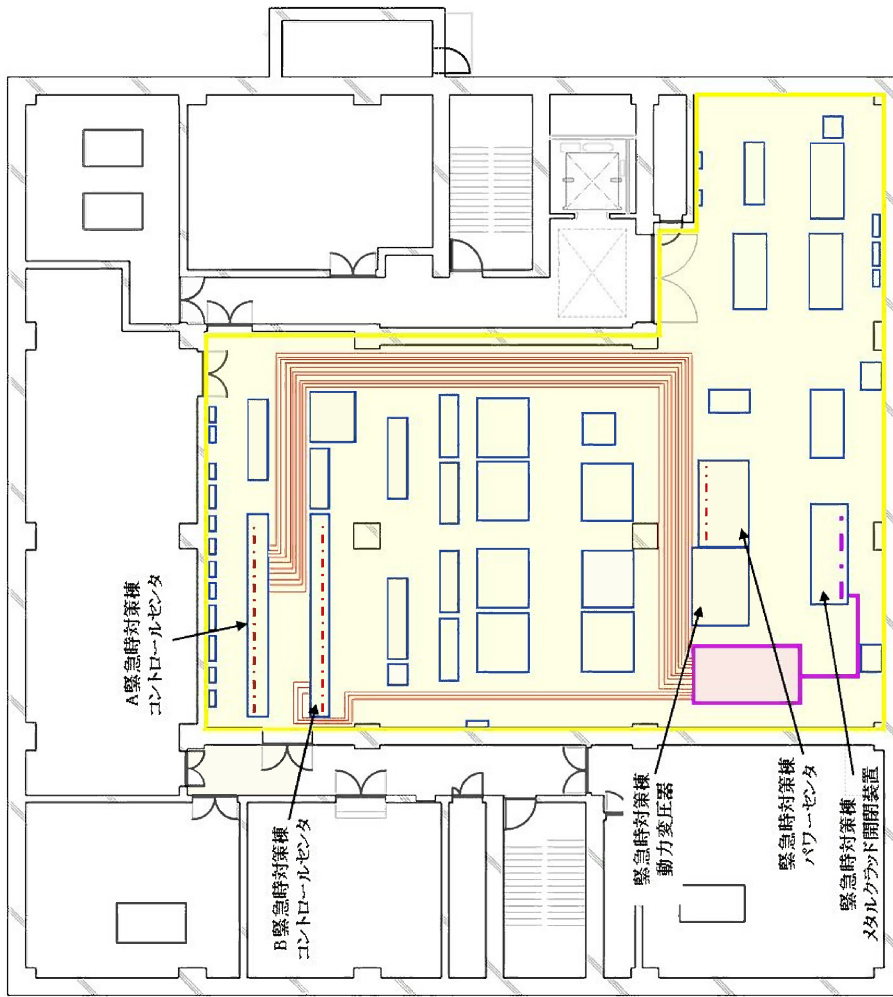 A緊急時対策棟
コントロールセンタ
B緊急時対策棟
コントロールセンタ
緊急時対策棟
動力変圧器
緊急時対策棟
パワーセンタ
緊急時対策棟
メタルクラッド開閉装置